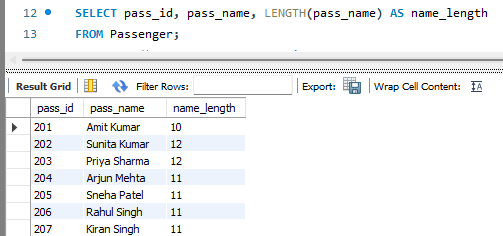 12 SELECT pass_id, pass_name, LENGTH(pass_name) AS name_length
13 FROM Passenger;
Result Grid Filter Rows: Export: Wrap Cell Content: IA
pass_id pass_name name_length
201 Amit Kumar 10
202 Sunita Kumar 12
203 Priya Sharma 12
204 Arjun Mehta 11
205 Sneha Patel 11
206 Rahul Singh 11
207 Kiran Singh 11